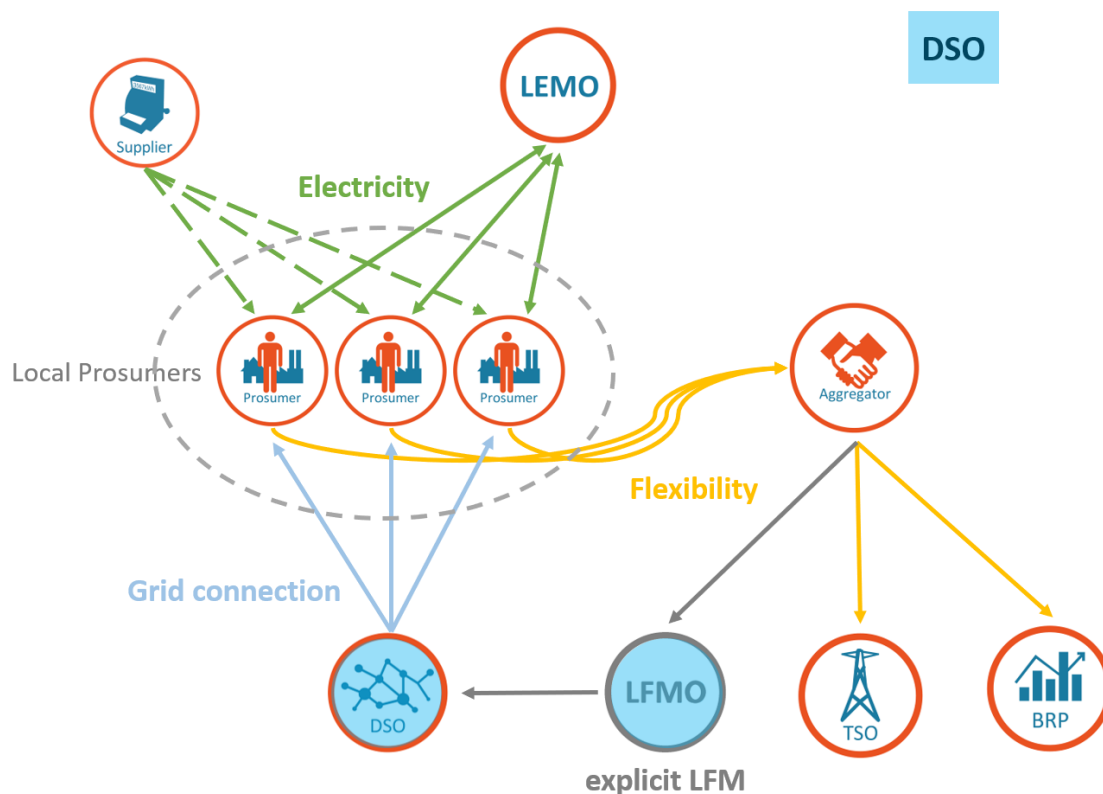 DSO
LEMO
Supplier
Electricity
Local Prosumers
Prosumer
Prosumer
Prosumer
Aggregator
Flexibility
Grid connection
DSO
LFMO
TSO
BRP
explicit LFM